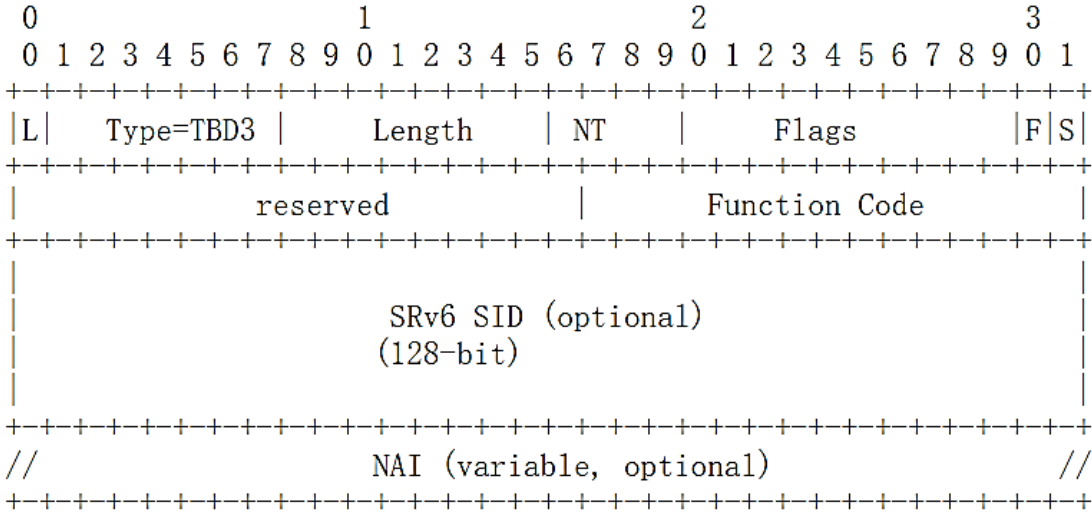 0                   1                   2                   3
0 1 2 3 4 5 6 7 8 9 0 1 2 3 4 5 6 7 8 9 0 1 2 3 4 5 6 7 8 9 0 1
+-+-+-+-+-+-+-+-+-+-+-+-+-+-+-+-+-+-+-+-+-+-+-+-+-+-+-+-+-+-+-+-+
|L|   Type=TBD3 |     Length    | NT    |     Flags         |F|S|
+-+-+-+-+-+-+-+-+-+-+-+-+-+-+-+-+-+-+-+-+-+-+-+-+-+-+-+-+-+-+-+-+
|              reserved           |       Function Code         |
+-+-+-+-+-+-+-+-+-+-+-+-+-+-+-+-+-+-+-+-+-+-+-+-+-+-+-+-+-+-+-+-+
|                      SRv6 SID (optional)                      |
|                     (128-bit)                                 |
+-+-+-+-+-+-+-+-+-+-+-+-+-+-+-+-+-+-+-+-+-+-+-+-+-+-+-+-+-+-+-+-+
//                    NAI (variable, optional)                 //
+-+-+-+-+-+-+-+-+-+-+-+-+-+-+-+-+-+-+-+-+-+-+-+-+-+-+-+-+-+-+-+-+